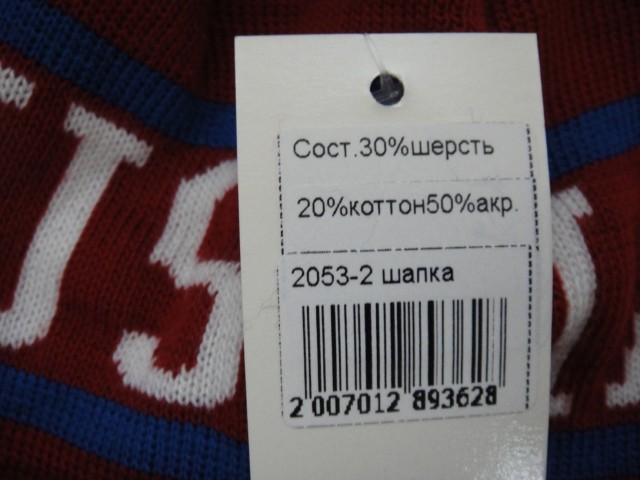 Сост.30%шерсть
20%коттон50%акр.
2053-2 шапка
2 007012 893628